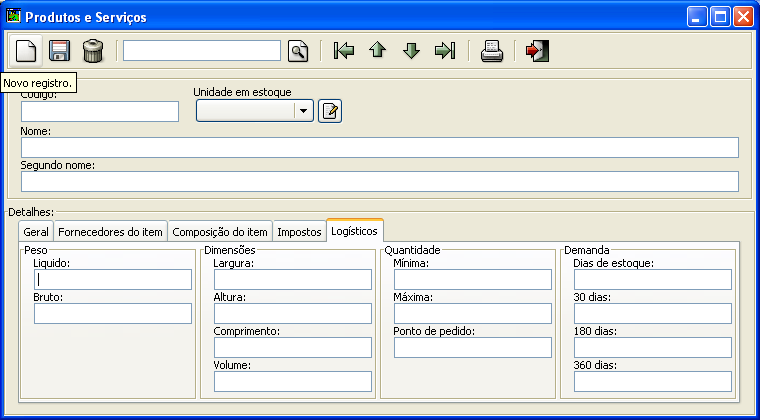 Produtos e Serviços
Novo registro.
Código:
Unidade em estoque
Nome:
Segundo nome:
Detalhes:
Geral
Fornecedores do item
Composição do item
Impostos
Logísticos
Peso
Liquido:
Bruto:
Dimensões
Largura:
Altura:
Comprimento:
Volume:
Quantidade
Mínima:
Máxima:
Ponto de pedido:
Demanda
Dias de estoque:
30 dias:
180 dias:
360 dias: